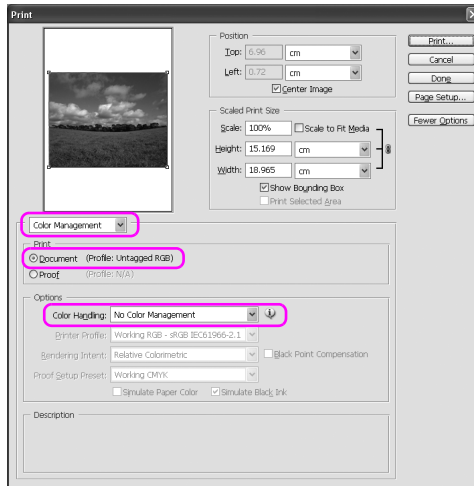 Print
Position
Top: 6.96 cm
Left: 0.72 cm
Center Image
Scaled Print Size
Scale: 100% Scale to Fit Media
Height: 15.169 cm
Width: 18.965 cm
Show Bounding Box
Print Selected Area
Print...
Cancel
Done
Page Setup...
Fewer Options
Color Management
Print
Document (Profile: Untagged RGB)
Proof (Profile: N/A)
Options
Color Handling: No Color Management
Printer Profile: Working RGB - sRGB IEC61966-2.1
Rendering Intent: Relative Colorimetric Black Point Compensation
Proof Setup Preset: Working CMYK
Simulate Paper Color Simulate Black Ink
Description